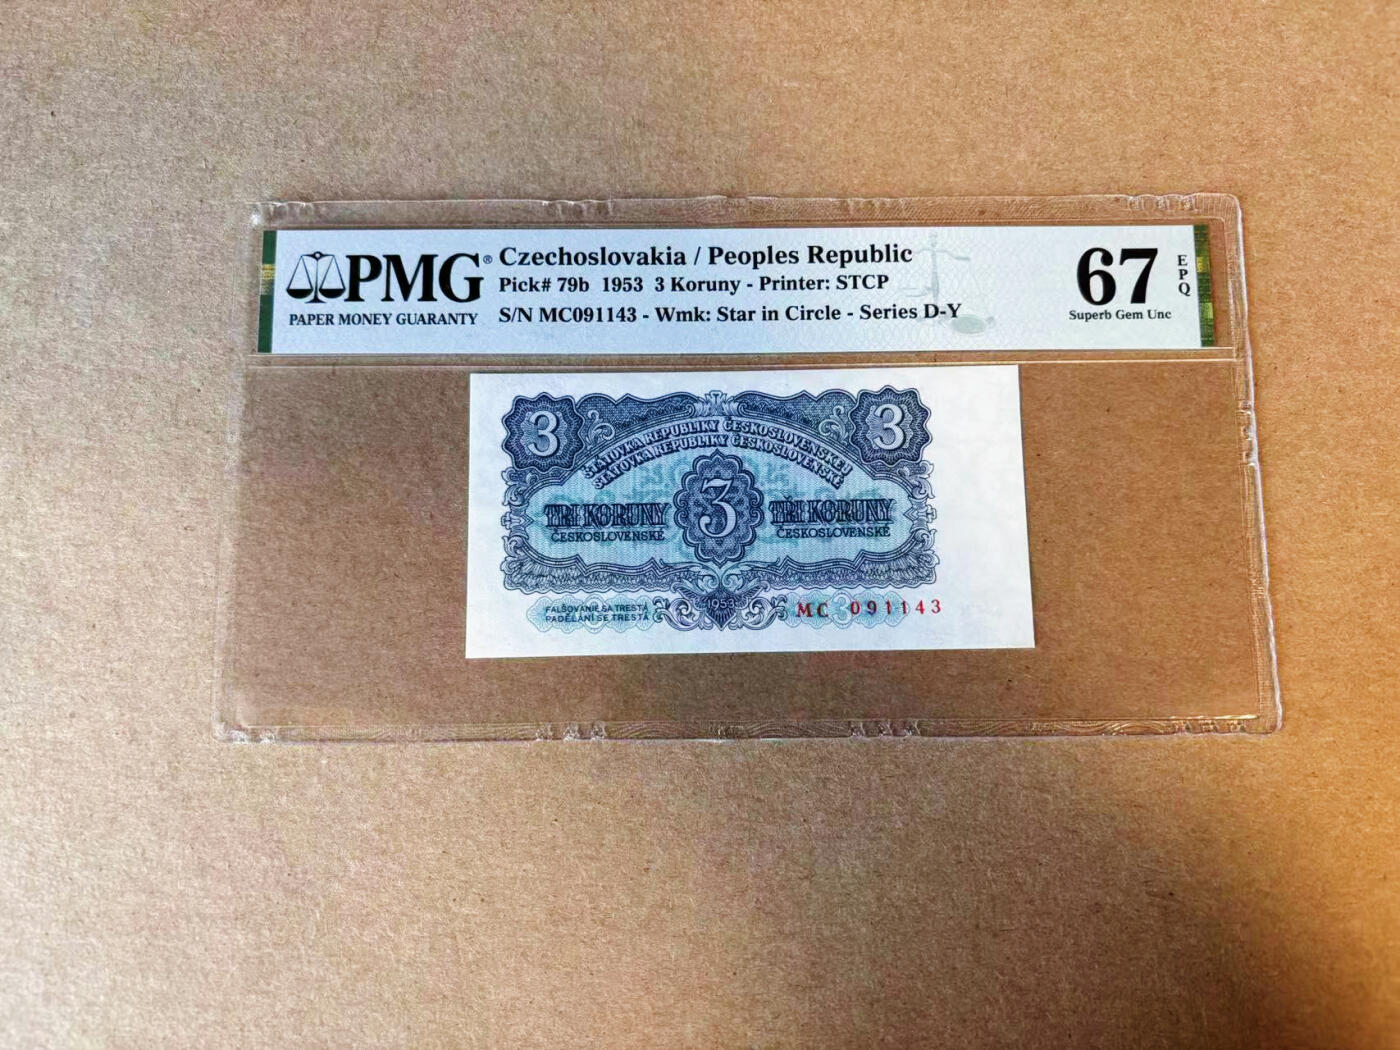 PMG®
PAPER MONEY GUARANTY
Czechoslovakia / Peoples Republic
Pick# 79b 1953 3 Koruny - Printer: STCP
S/N MC091143 - Wmk: Star in Circle - Series D-Y
67
EPQ
Superb Gem Unc
3
3
ŠTÁTOVKA REPUBLIKY ČESKOSLOVENSKEJ
STÁTOVKA REPUBLIKY ČESKOSLOVENSKÉ
3
TRI KORUNY
ČESKOSLOVENSKÉ
TŘI KORUNY
ČESKOSLOVENSKÉ
FALŠOVANIE SA TRESTÁ
PADĚLÁNÍ SE TRESTÁ
1953
3
MC 091143